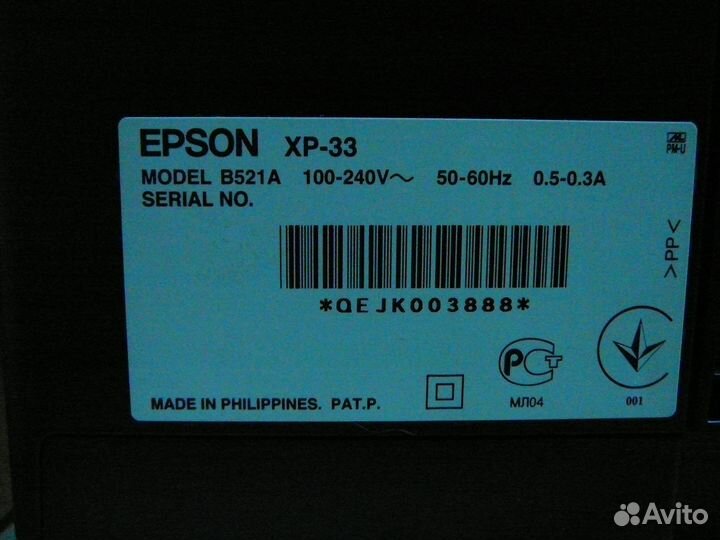 EPSON XP-33
MODEL B521A 100-240V~ 50-60Hz 0.5-0.3A
SERIAL NO.
*QEJK003888*
PM-U
>PP<
РСТ
МЛ04
001
MADE IN PHILIPPINES. PAT.P.
Avito